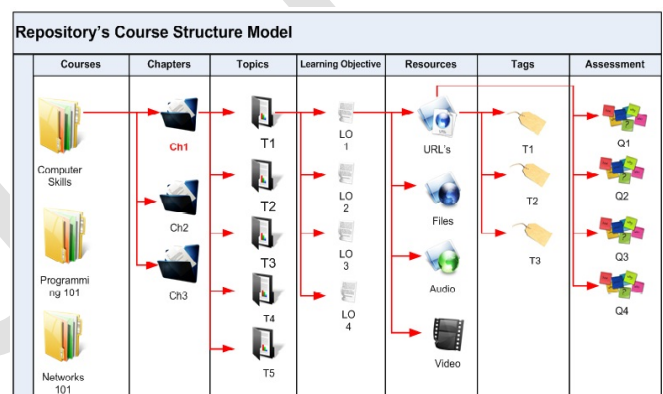 Repository's Course Structure Model
Courses
Chapters
Topics
Learning Objective
Resources
Tags
Assessment
Computer
Skills
Programmi
ng 101
Networks
101
Ch1
Ch2
Ch3
T1
T2
T3
T4
T5
LO
1
LO
2
LO
3
LO
4
URL's
Files
Audio
Video
T1
T2
T3
Q1
Q2
Q3
Q4